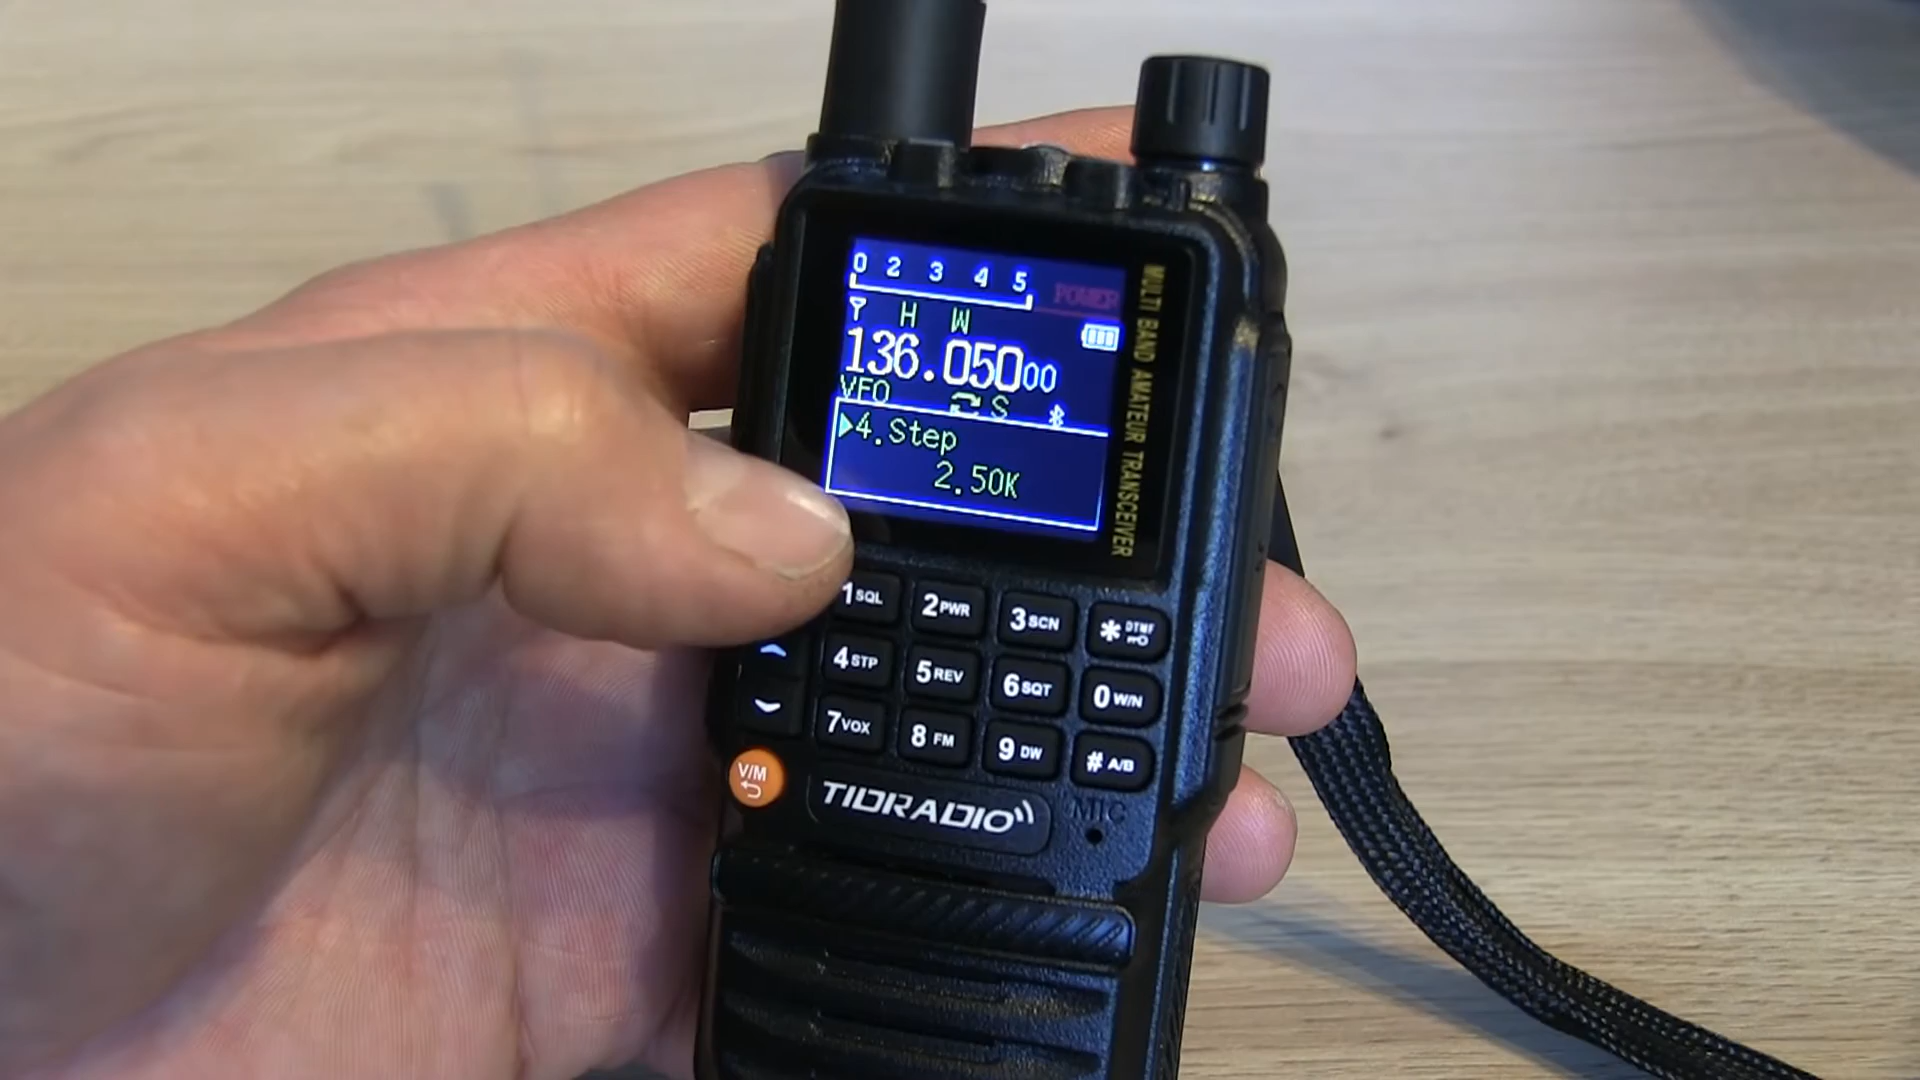 0 2 3 4 5
POWER
H W
136.05000
VFO S
4.Step
2.50K
MULTI BAND AMATEUR TRANSCEIVER
1 SQL 2 PWR 3 SCN * DTMF
4 STP 5 REV 6 SQT 0 W/N
7 VOX 8 FM 9 DW # A/B
V/M
TIDRADIO
MIC